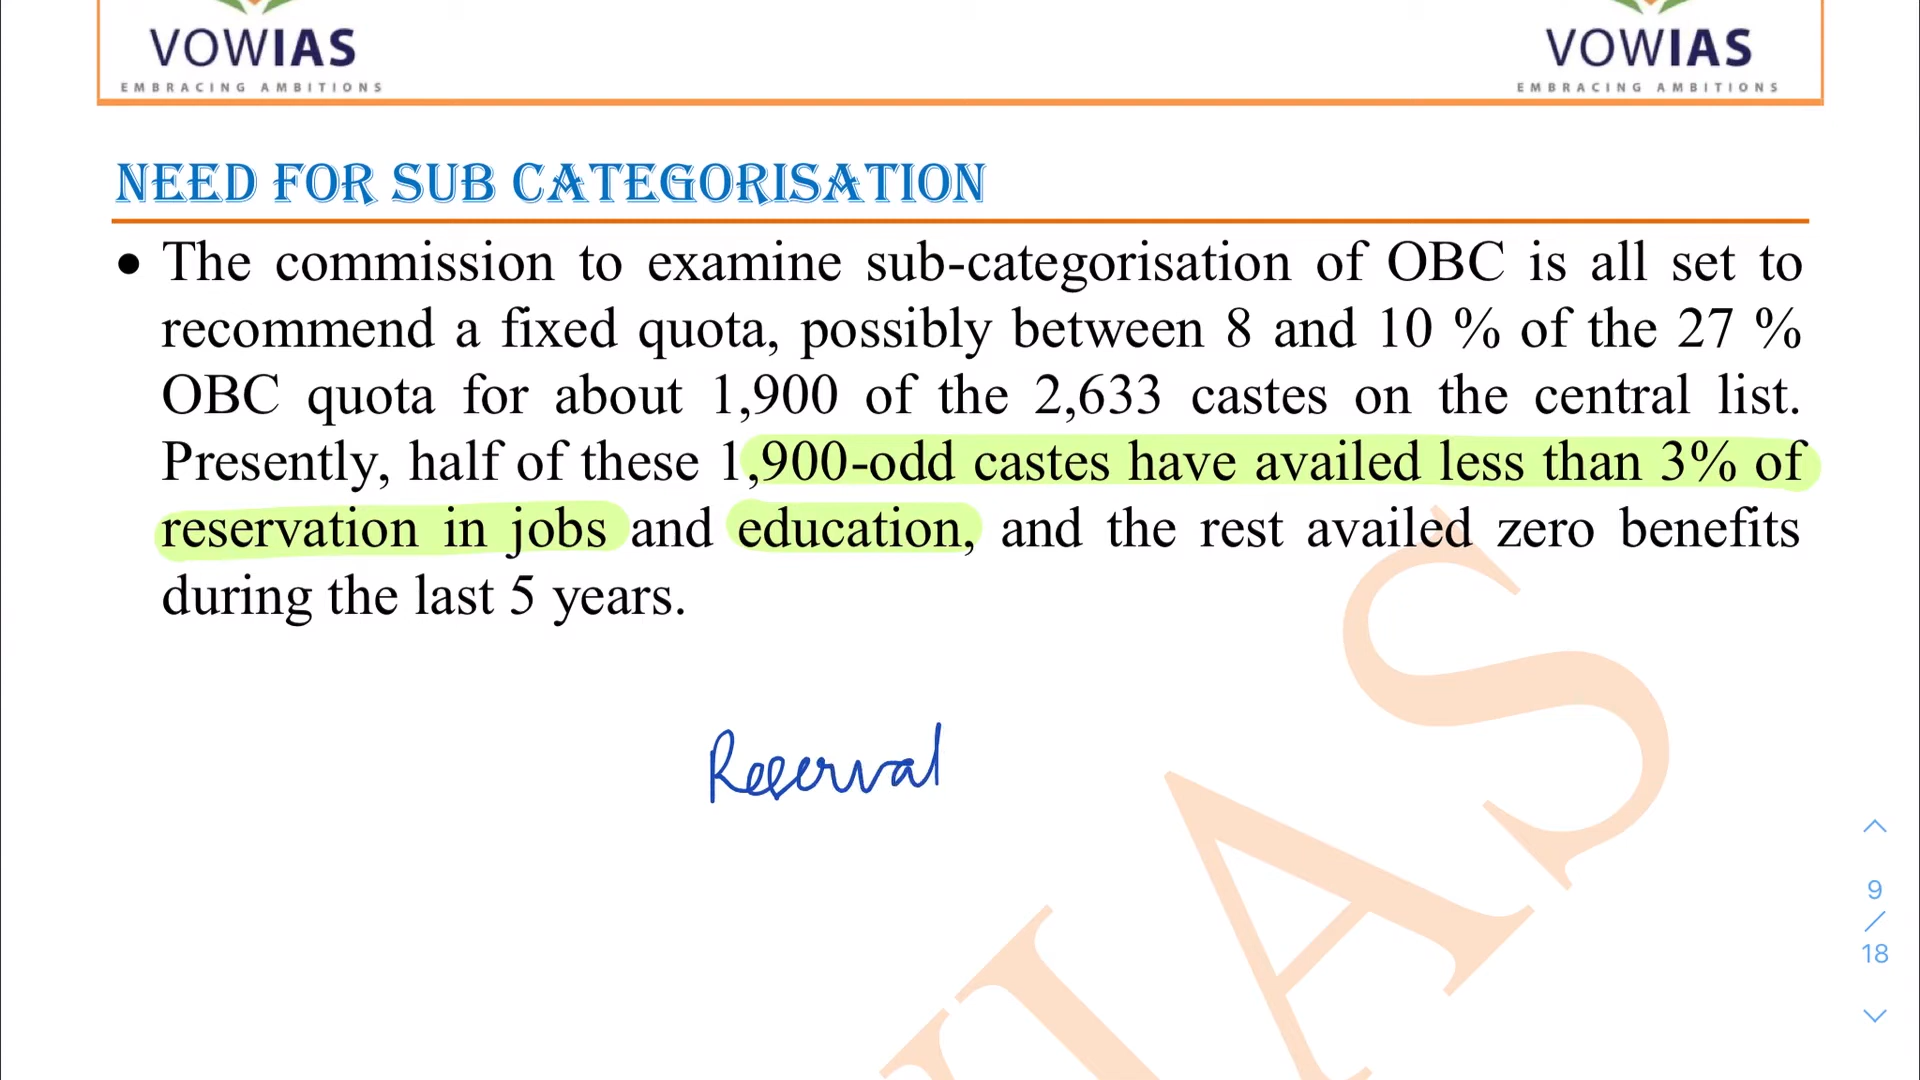 VOWIAS VOWIAS
EMBRACING AMBITIONS EMBRACING AMBITIONS
NEED FOR SUB CATEGORISATION
• The commission to examine sub-categorisation of OBC is all set to
recommend a fixed quota, possibly between 8 and 10 % of the 27 %
OBC quota for about 1,900 of the 2,633 castes on the central list.
Presently, half of these 1,900-odd castes have availed less than 3% of
reservation in jobs and education, and the rest availed zero benefits
during the last 5 years.
Reserval
IAS
9
/
18